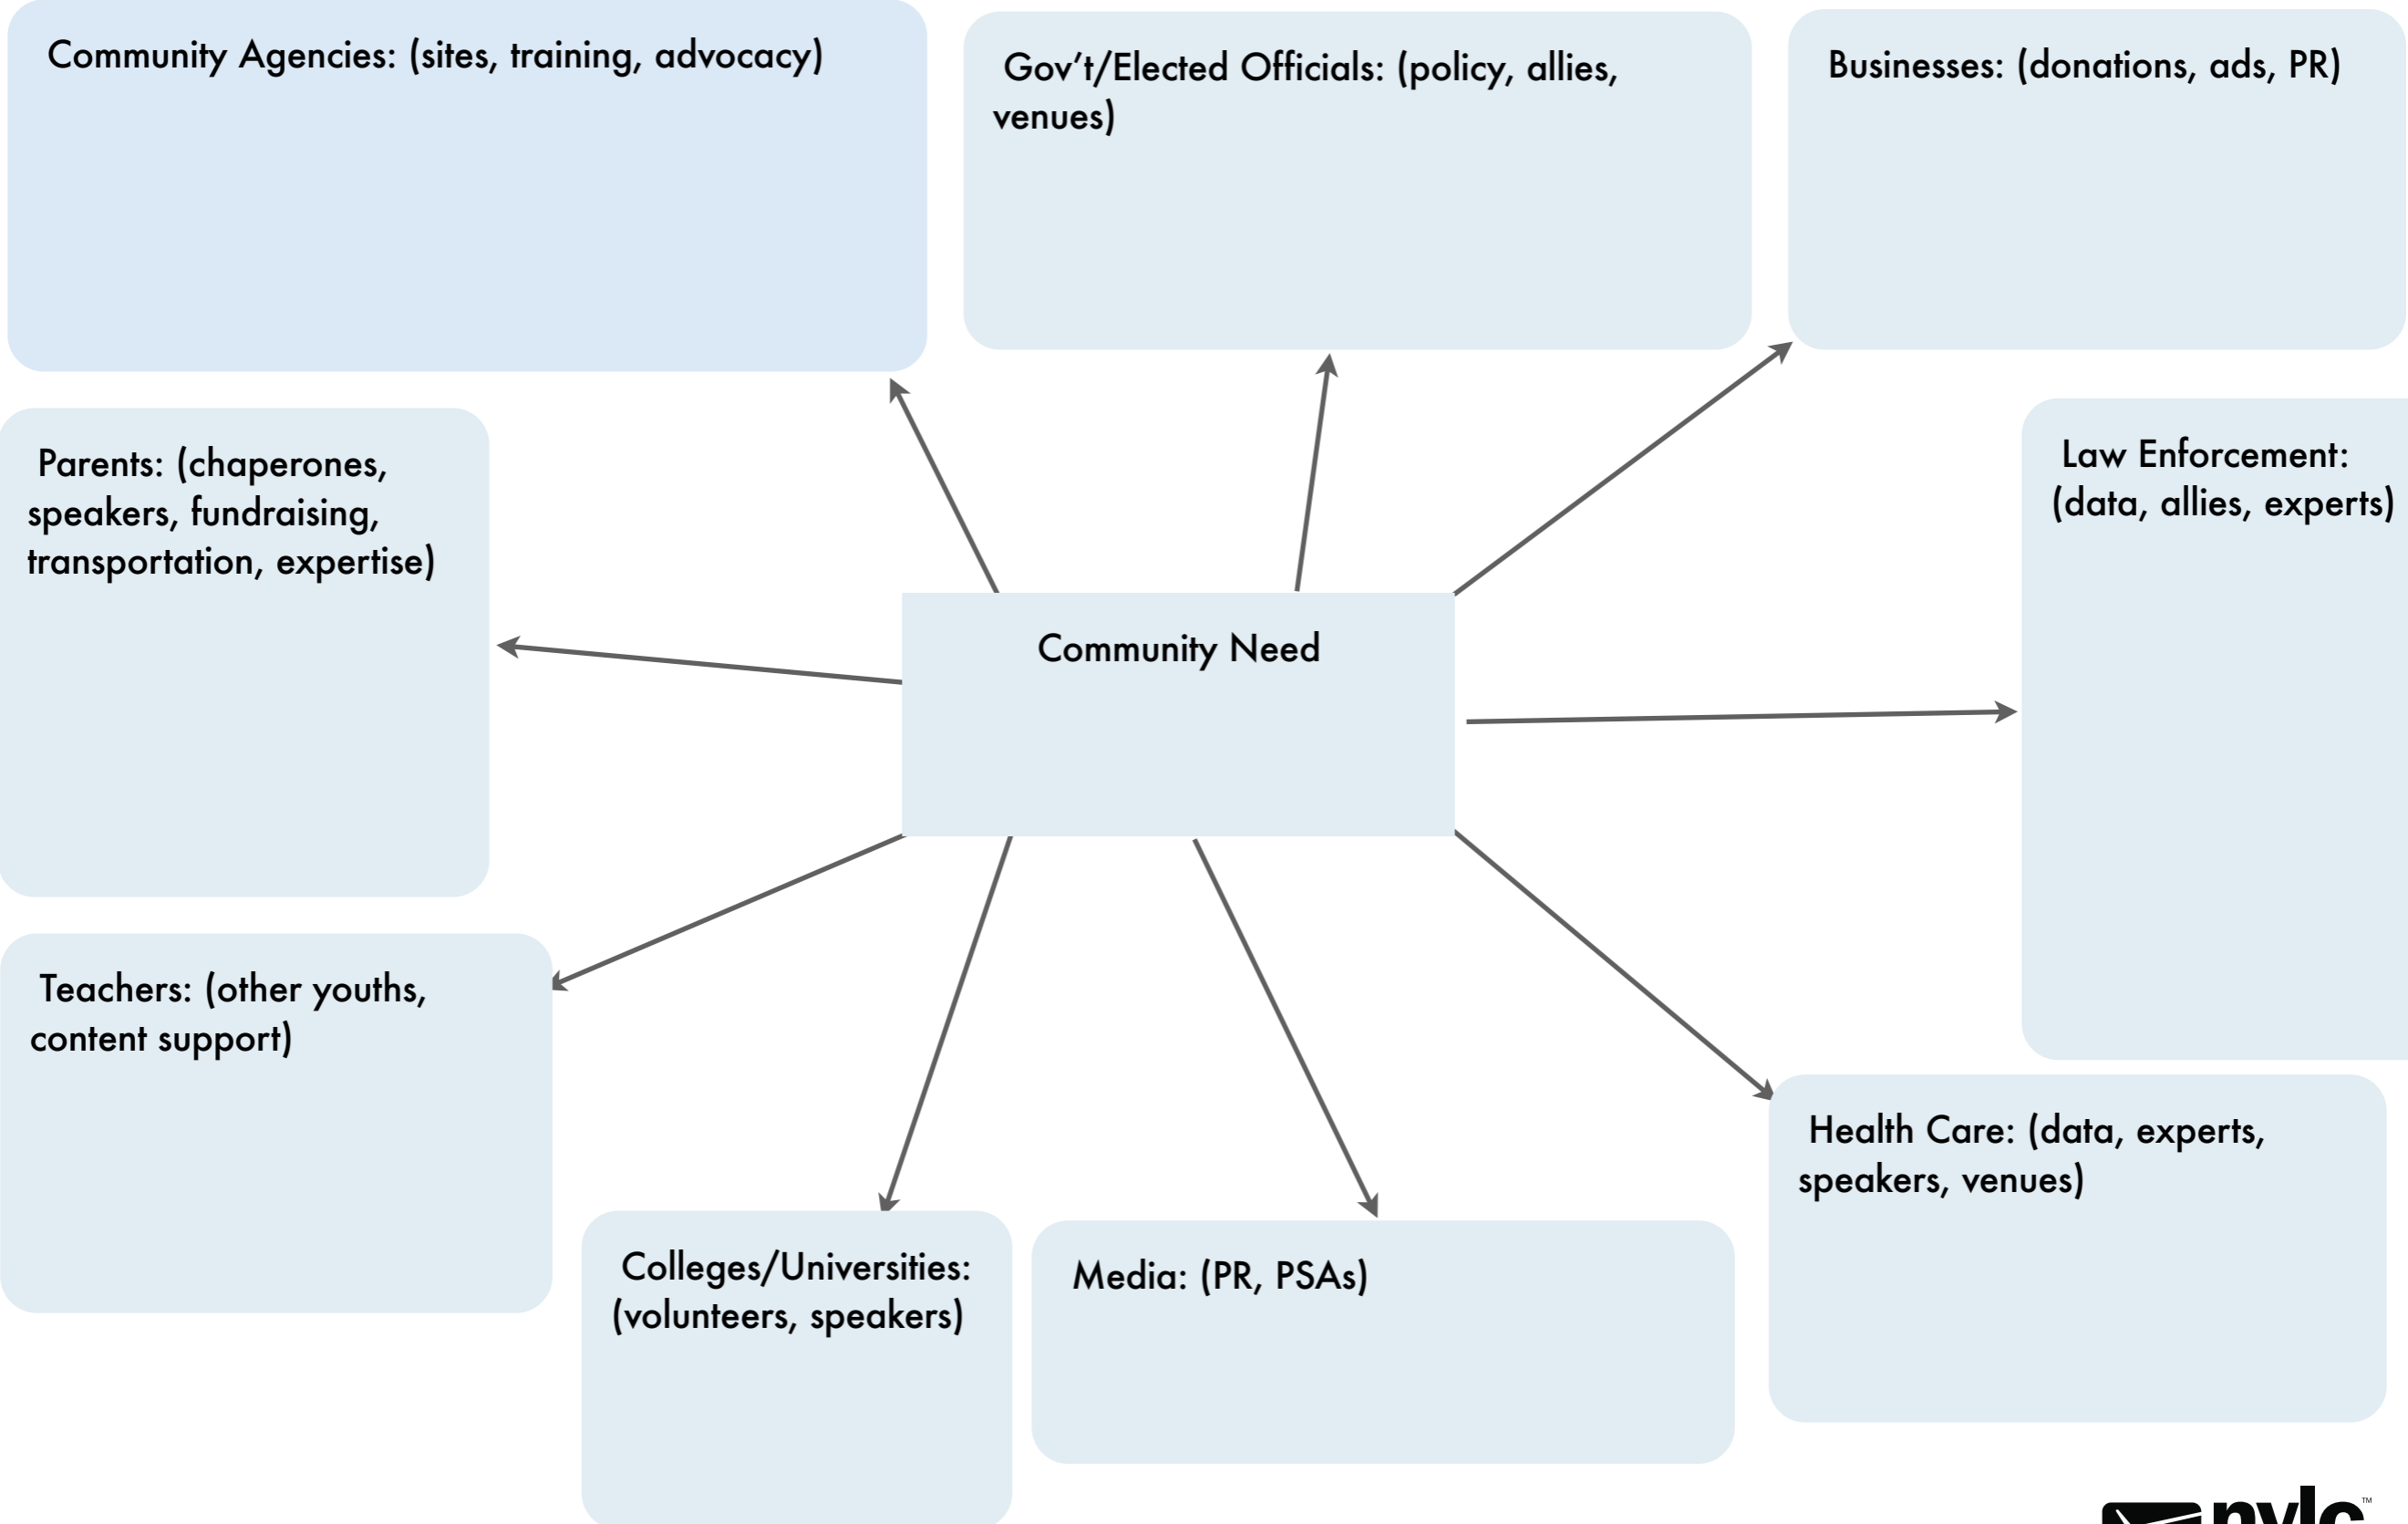 Community Agencies: (sites, training, advocacy)
Gov't/Elected Officials: (policy, allies,
venues)
Businesses: (donations, ads, PR)
Parents: (chaperones,
speakers, fundraising,
transportation, expertise)
Law Enforcement:
(data, allies, experts)
Community Need
Teachers: (other youths,
content support)
Health Care: (data, experts,
speakers, venues)
Colleges/Universities:
(volunteers, speakers)
Media: (PR, PSAs)
nylc™